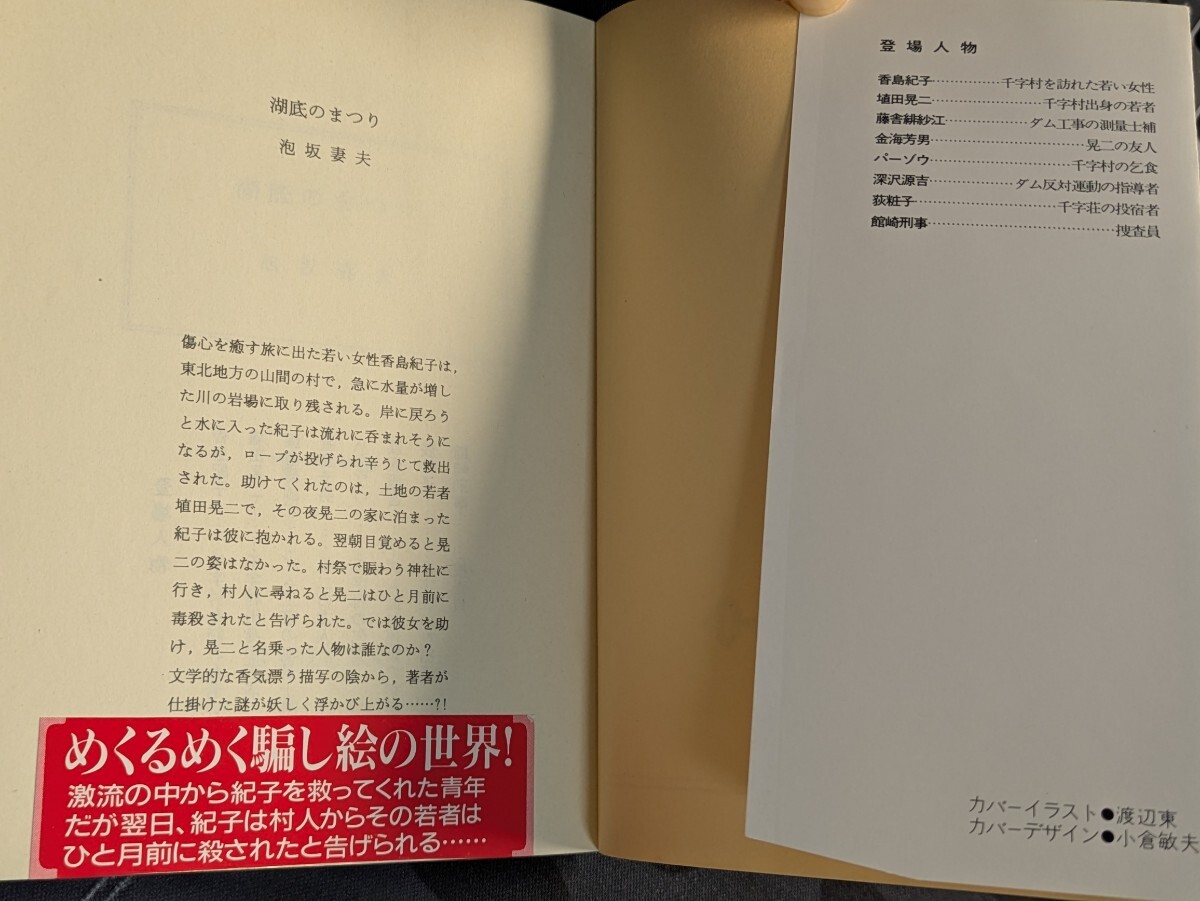 湖底のまつり
泡坂妻夫
傷心を癒す旅に出た若い女性香島紀子は，
東北地方の山間の村で，急に水量が増し
た川の岩場に取り残される。岸に戻ろう
と水に入った紀子は流れに呑まれそうに
なるが，ロープが投げられ辛うじて救出
された。助けてくれたのは，土地の若者
埴田晃二で，その夜晃二の家に泊まった
紀子は彼に抱かれる。翌朝目覚めると晃
二の姿はなかった。村祭で賑わう神社に
行き，村人に尋ねると晃二はひと月前に
毒殺されたと告げられた。では彼女を助
け，晃二と名乗った人物は誰なのか？
文学的な香気漂う描写の陰から，著者が
仕掛けた謎が妖しく浮かび上がる……?!
めくるめく騙し絵の世界!
激流の中から紀子を救ってくれた青年
だが翌日、紀子は村人からその若者は
ひと月前に殺されたと告げられる……
登場人物
香島紀子……………千字村を訪れた若い女性
埴田晃二……………………千字村出身の若者
藤舎緋紗江………………ダム工事の測量士補
金海芳男……………………………晃二の友人
パーゾウ…………………………千字村の乞食
深沢源吉………………ダム反対運動の指導者
荻粧子…………………………千字荘の投宿者
館崎刑事…………………………………捜査員
カバーイラスト●渡辺東
カバーデザイン●小倉敏夫